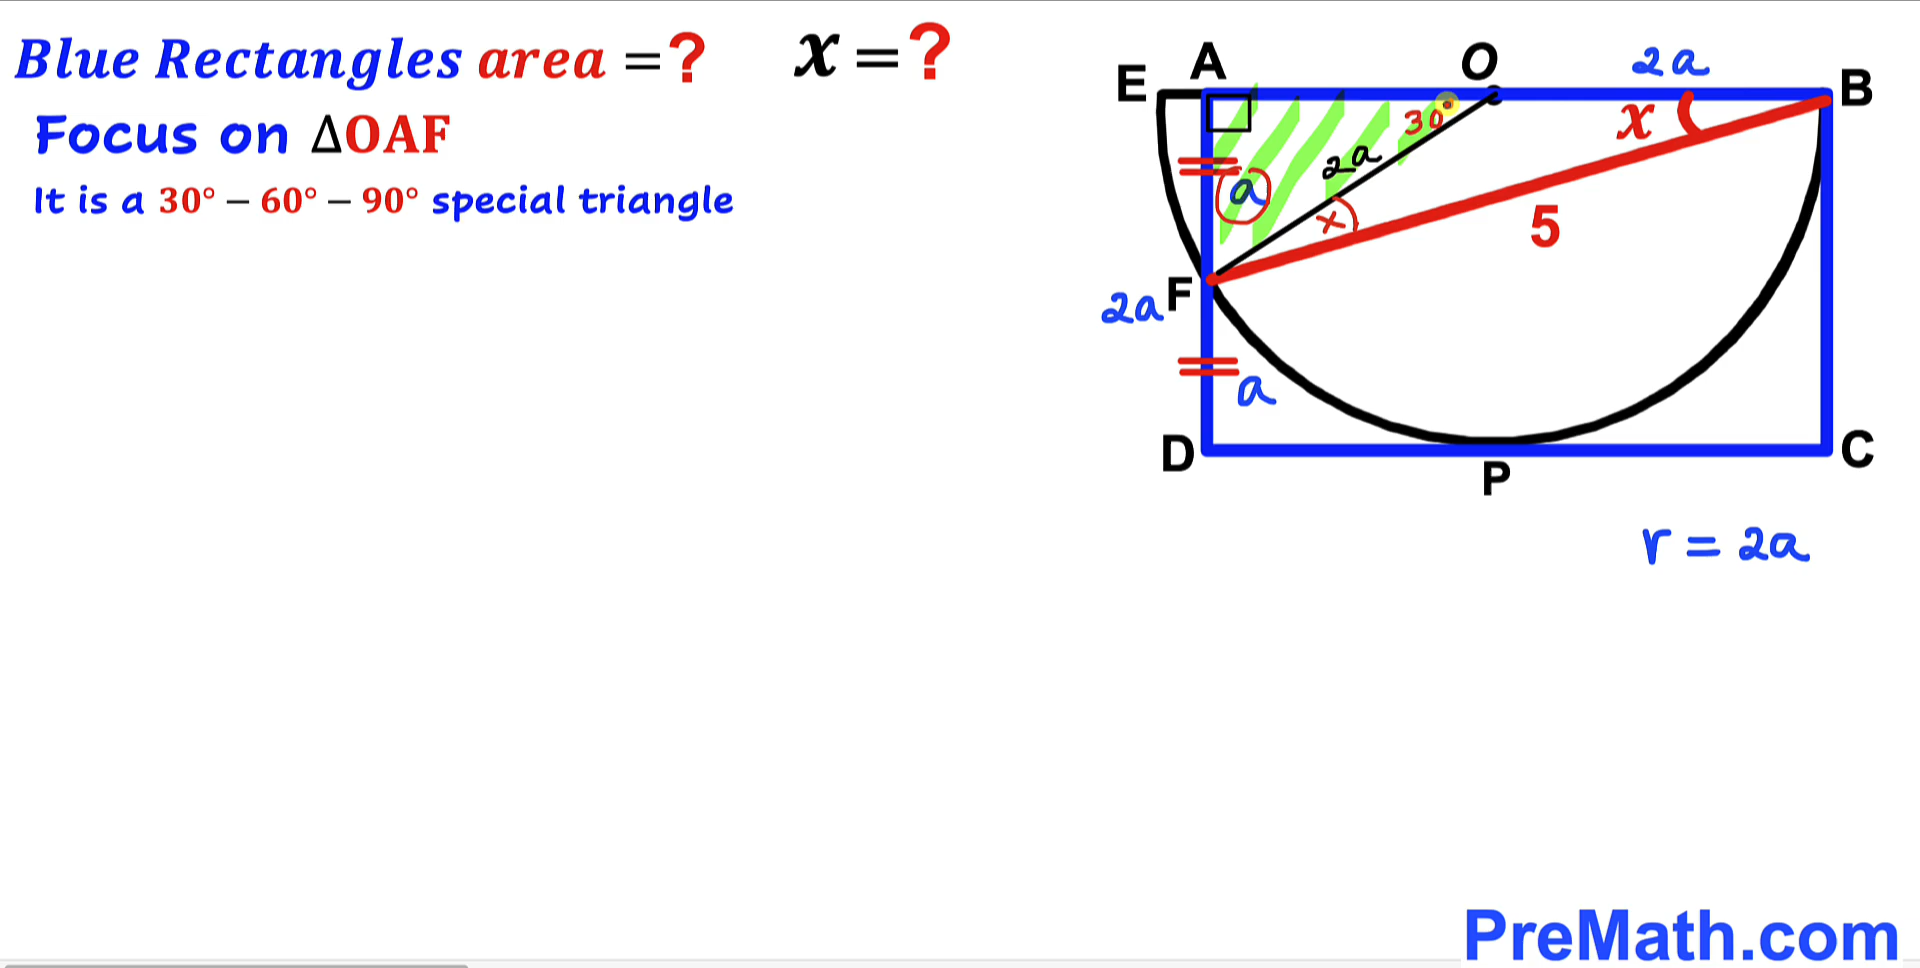 Blue Rectangles area = ?
x = ?
Focus on ΔOAF
It is a 30° – 60° – 90° special triangle
E
A
O
2a
B
x
30°
2a
a
x
5
2a
F
a
D
P
C
r = 2a
PreMath.com